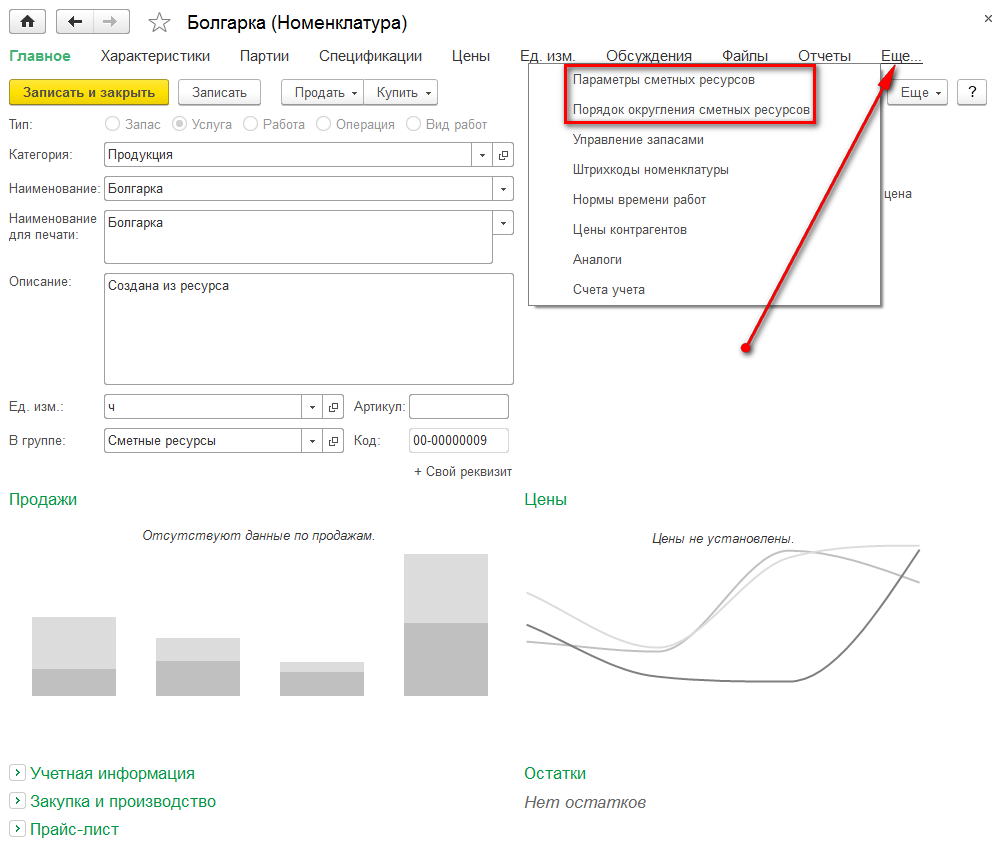 Болгарка (Номенклатура)
Главное Характеристики Партии Спецификации Цены Ед. изм. Обсуждения Файлы Отчеты Еще...
Записать и закрыть Записать Продать Купить Еще ?
Параметры сметных ресурсов
Порядок округления сметных ресурсов
Управление запасами
Штрихкоды номенклатуры
Нормы времени работ
Цены контрагентов
Аналоги
Счета учета
цена
Тип: Запас Услуга Работа Операция Вид работ
Категория: Продукция
Наименование: Болгарка
Наименование
для печати: Болгарка
Описание: Создана из ресурса
Ед. изм.: ч Артикул:
В группе: Сметные ресурсы Код: 00-00000009
+ Свой реквизит
Продажи
Отсутствуют данные по продажам.
Цены
Цены не установлены.
Учетная информация
Закупка и производство
Прайс-лист
Остатки
Нет остатков